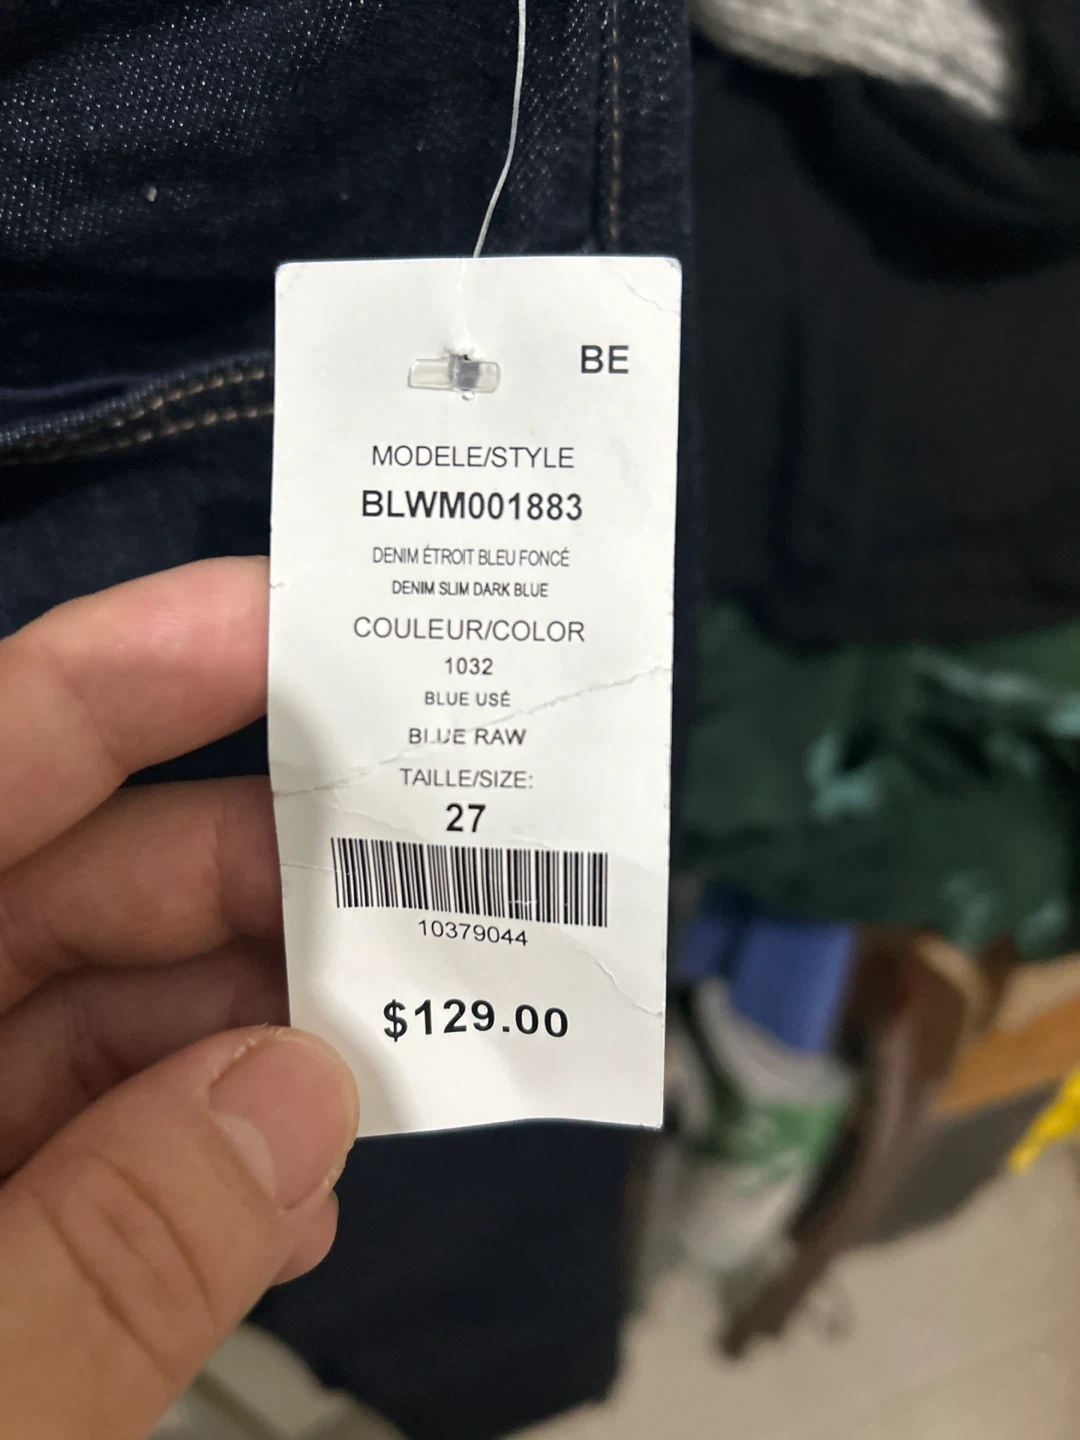 BE
MODELE/STYLE
BLWM001883
DENIM ÉTROIT BLEU FONCÉ
DENIM SLIM DARK BLUE
COULEUR/COLOR
1032
BLUE USÉ
BLUE RAW
TAILLE/SIZE:
27
10379044
$129.00